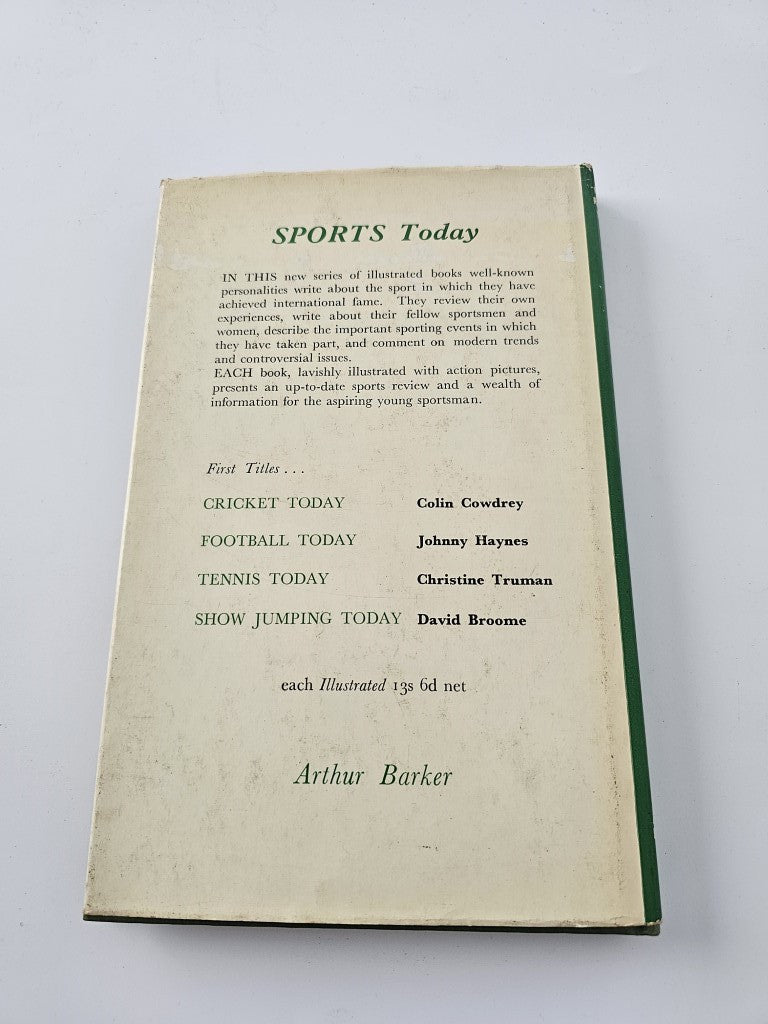 SPORTS Today
IN THIS new series of illustrated books well-known
personalities write about the sport in which they have
achieved international fame. They review their own
experiences, write about their fellow sportsmen and
women, describe the important sporting events in which
they have taken part, and comment on modern trends
and controversial issues.
EACH book, lavishly illustrated with action pictures,
presents an up-to-date sports review and a wealth of
information for the aspiring young sportsman.
First Titles . . .
CRICKET TODAY Colin Cowdrey
FOOTBALL TODAY Johnny Haynes
TENNIS TODAY Christine Truman
SHOW JUMPING TODAY David Broome
each Illustrated 13s 6d net
Arthur Barker